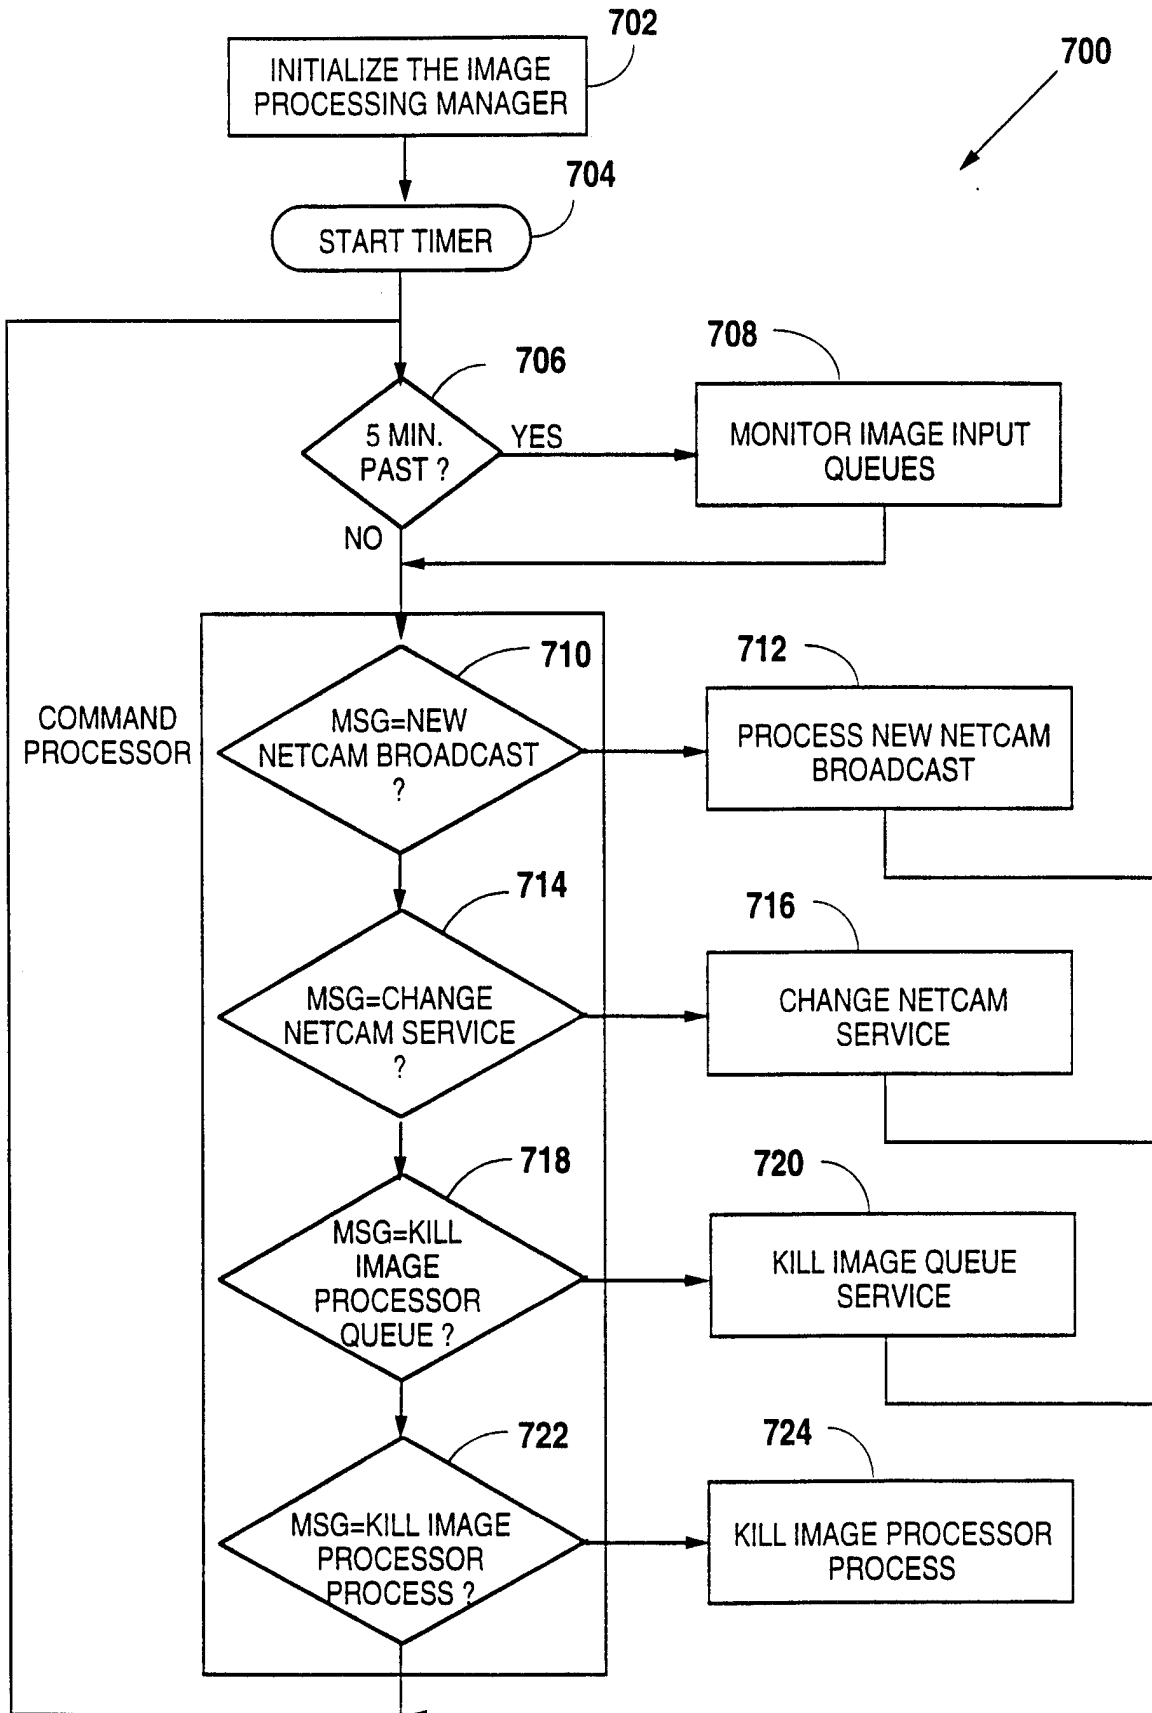 702
700
INITIALIZE THE IMAGE
PROCESSING MANAGER
704
START TIMER
706
708
5 MIN.
PAST ?
YES
NO
MONITOR IMAGE INPUT
QUEUES
COMMAND
PROCESSOR
710
MSG=NEW
NETCAM BROADCAST
?
712
PROCESS NEW NETCAM
BROADCAST
714
MSG=CHANGE
NETCAM SERVICE
?
716
CHANGE NETCAM
SERVICE
718
MSG=KILL
IMAGE
PROCESSOR
QUEUE ?
720
KILL IMAGE QUEUE
SERVICE
722
MSG=KILL IMAGE
PROCESSOR
PROCESS ?
724
KILL IMAGE PROCESSOR
PROCESS